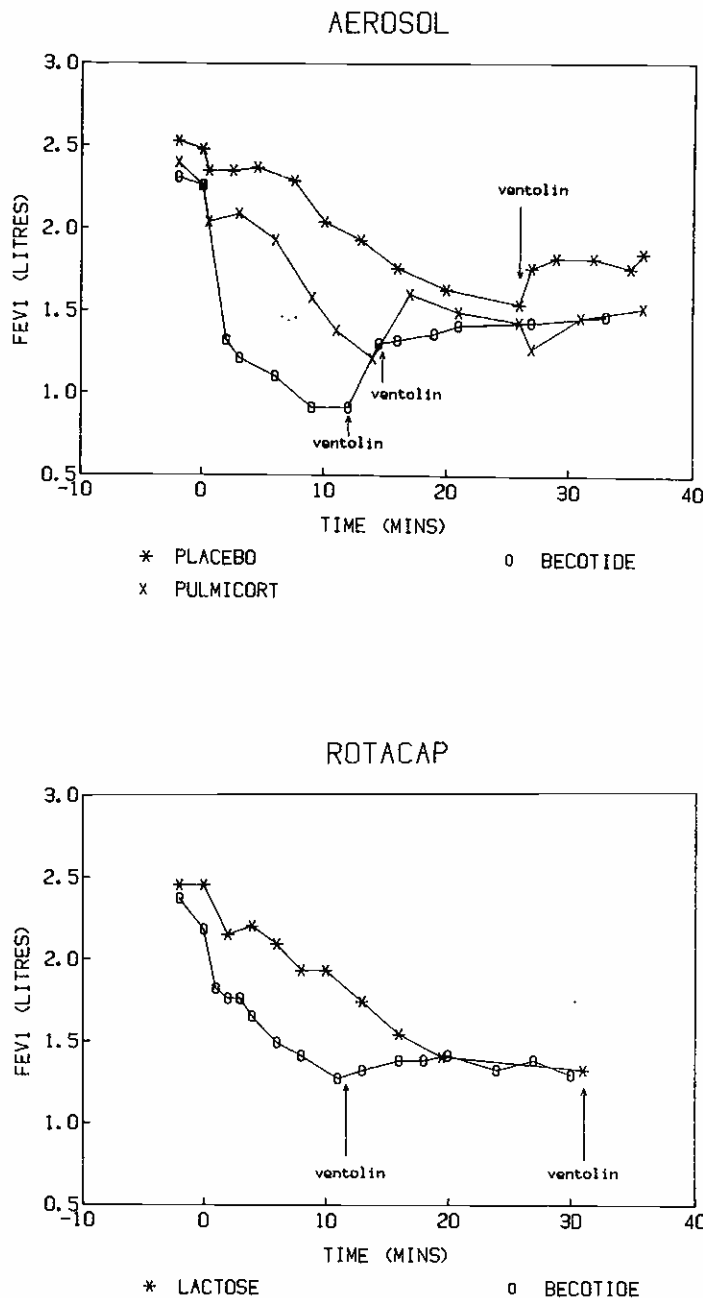 AEROSOL
3.0
2.5
2.0
1.5
1.0
0.5
FEV1 (LITRES)
ventolin
ventolin
ventolin
-10 0 10 20 30 40
TIME (MINS)
* PLACEBO O BECOTIDE
X PULMICORT
ROTACAP
3.0
2.5
2.0
1.5
1.0
0.5
FEV1 (LITRES)
ventolin ventolin
-10 0 10 20 30 40
TIME (MINS)
* LACTOSE O BECOTIDE